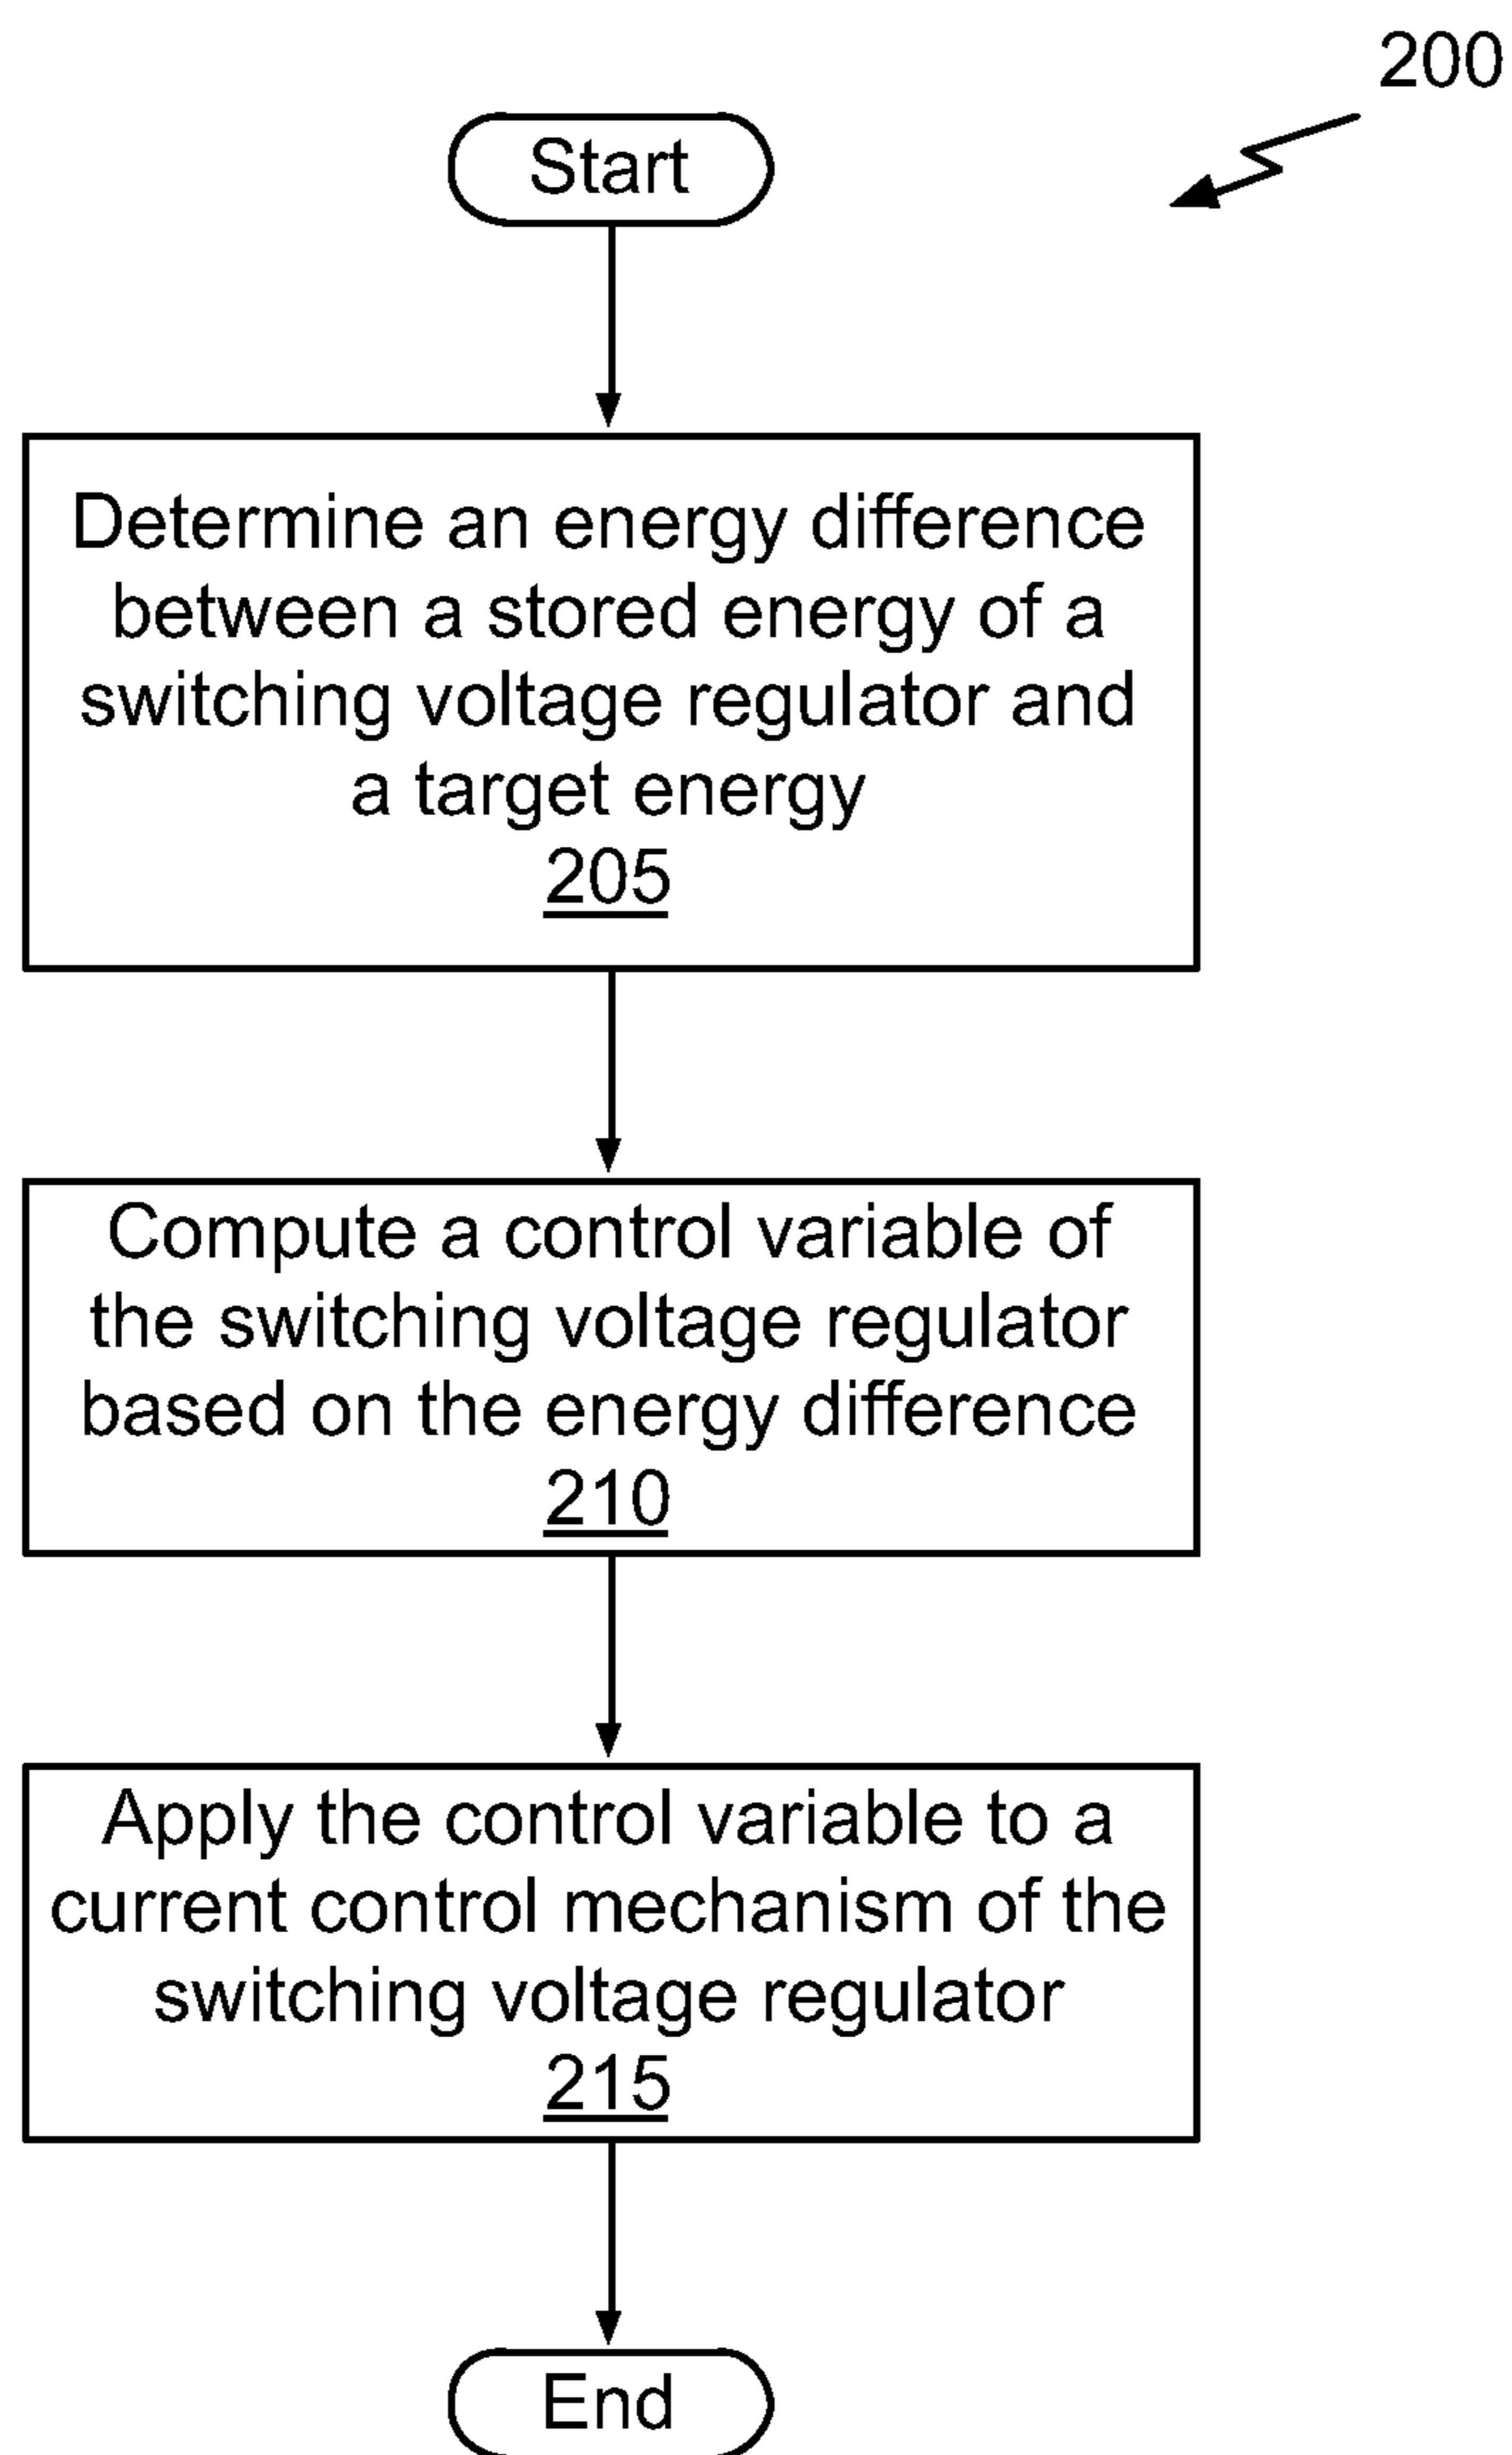 200
Start
Determine an energy difference
between a stored energy of a
switching voltage regulator and
a target energy
205
Compute a control variable of
the switching voltage regulator
based on the energy difference
210
Apply the control variable to a
current control mechanism of the
switching voltage regulator
215
End